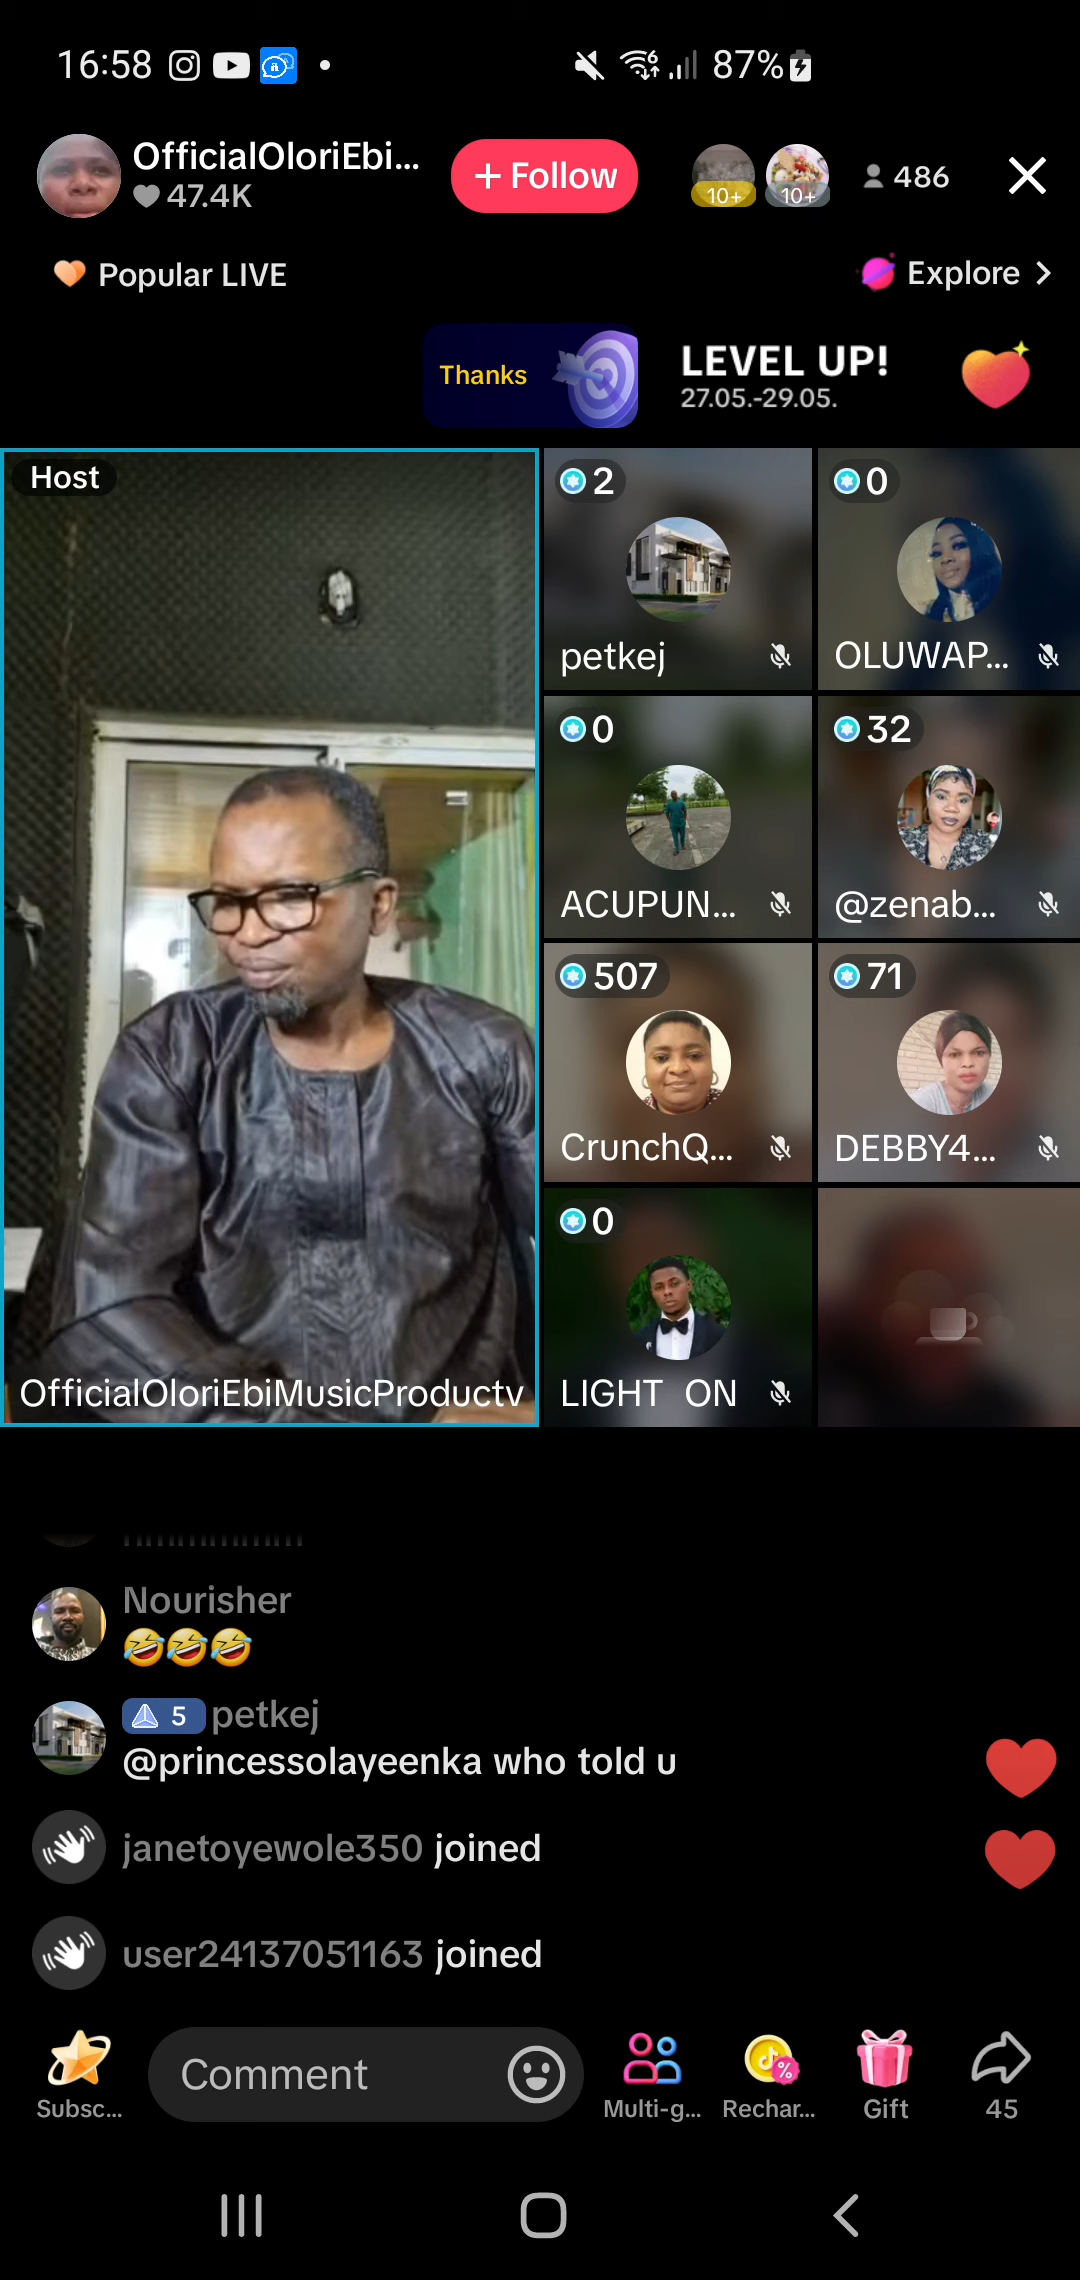 16:58
87%
OfficialOloriEbi...
47.4K
+ Follow
10+
10+
486
Popular LIVE
Explore >
Thanks
LEVEL UP!
27.05.-29.05.
Host
2
petkej
0
OLUWAP...
0
ACUPUN...
32
@zenab...
507
CrunchQ...
71
DEBBY4...
0
LIGHT ON
OfficialOloriEbiMusicProductv
Nourisher
🤣🤣🤣
5 petkej
@princessolayeenka who told u
janetoyewole350 joined
user24137051163 joined
Subsc...
Comment
Multi-g...
Rechar...
Gift
45